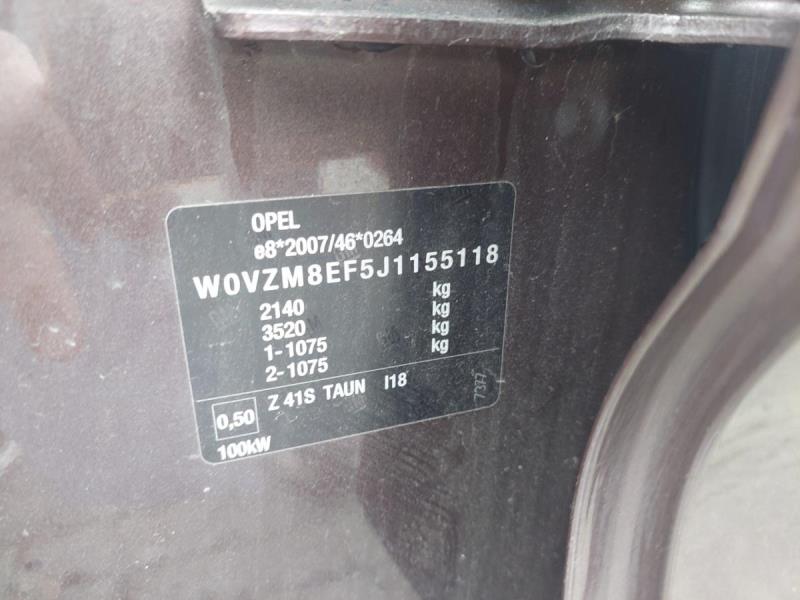 OPEL
e8*2007/46*0264
W0VZM8EF5J1155118
2140 kg
3520 kg
1-1075 kg
2-1075 kg
Z 41S TAUN I18
0,50
100kW
7377